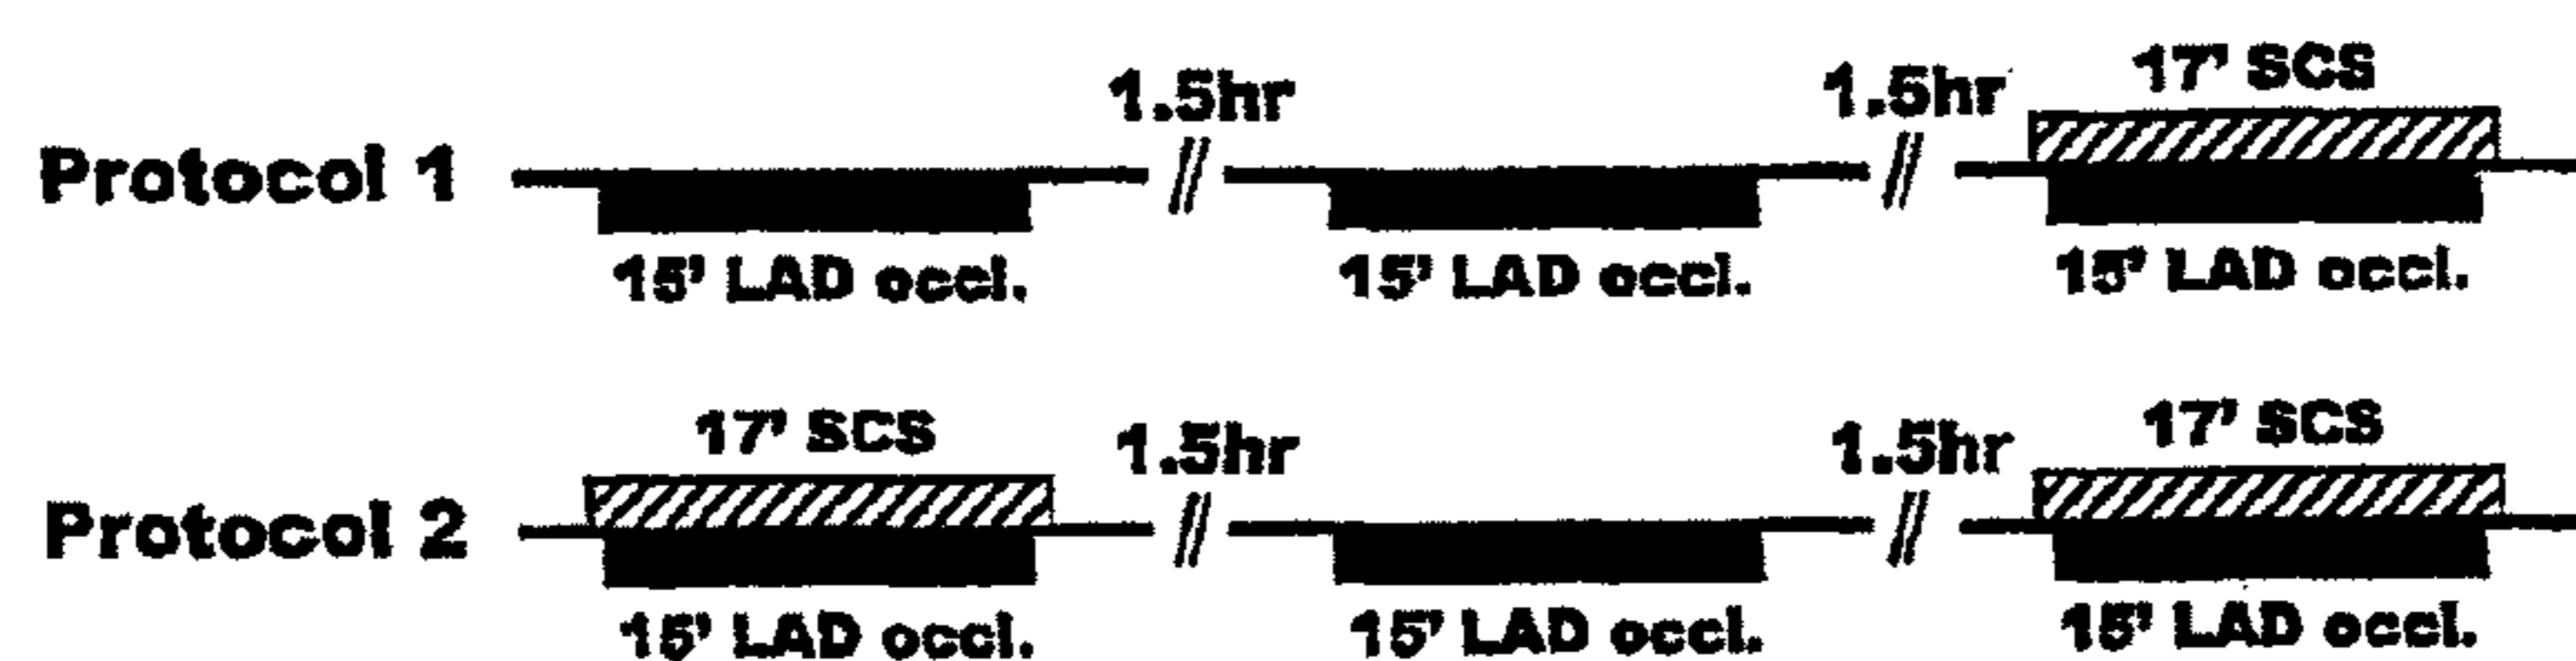 1.5hr 1.5hr 17' SCS
Protocol 1
15' LAD occl. 15' LAD occl. 15' LAD occl.
17' SCS 1.5hr 1.5hr 17' SCS
Protocol 2
15' LAD occl. 15' LAD occl. 15' LAD occl.